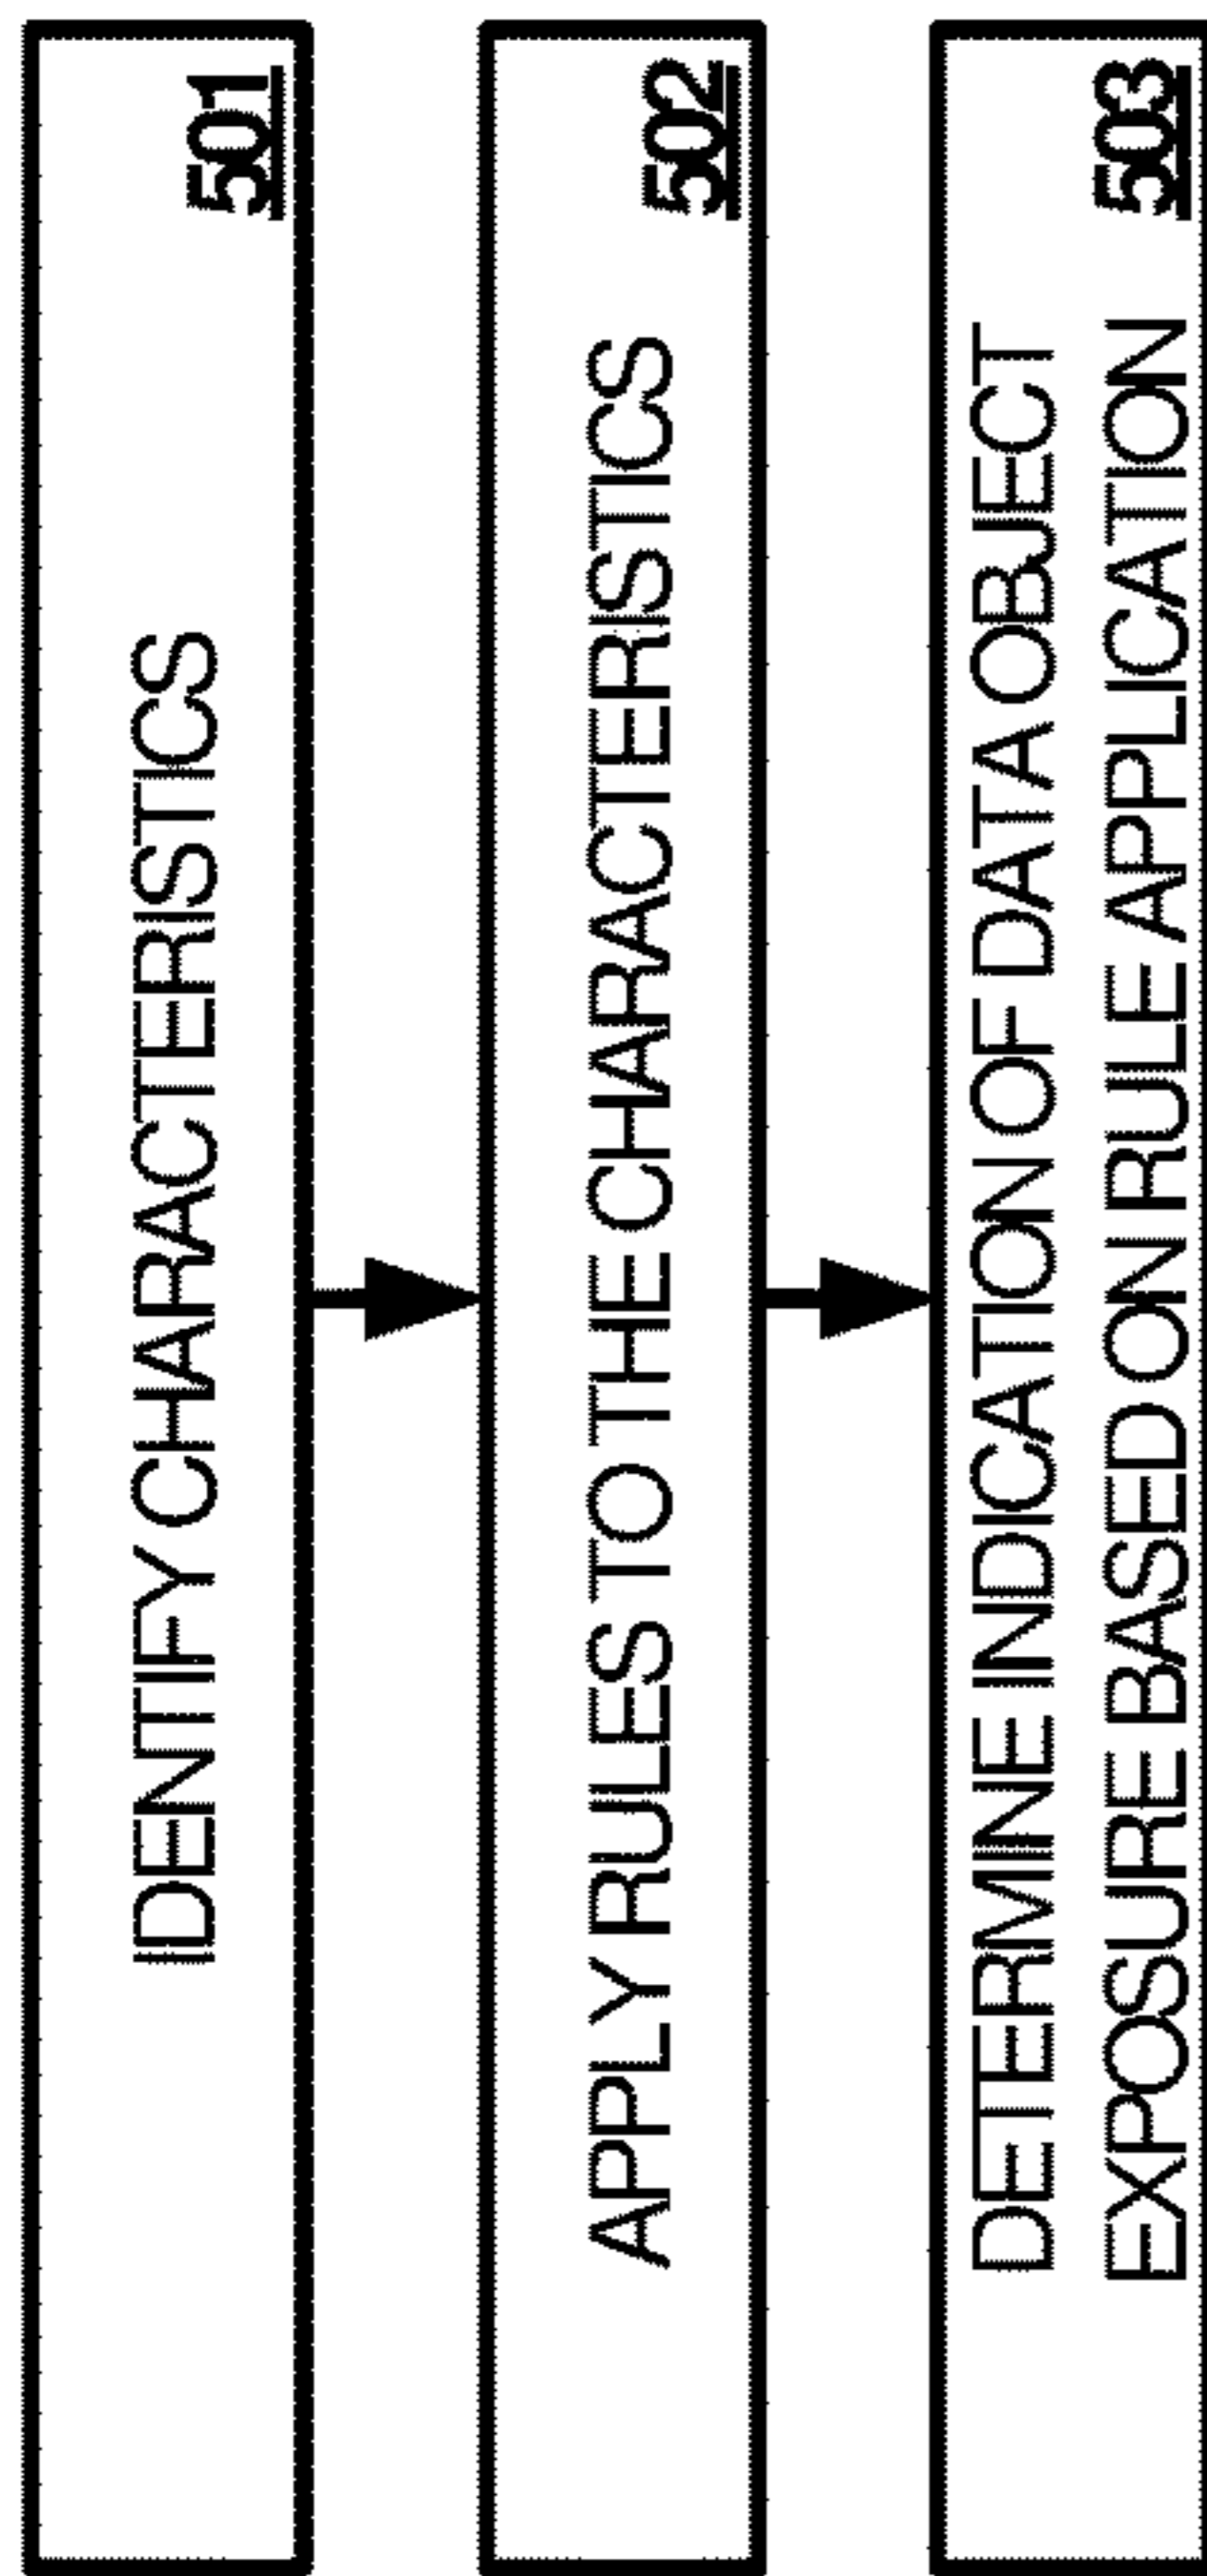 IDENTIFY CHARACTERISTICS
501
APPLY RULES TO THE CHARACTERISTICS
502
DETERMINE INDICATION OF DATA OBJECT
EXPOSURE BASED ON RULE APPLICATION
503